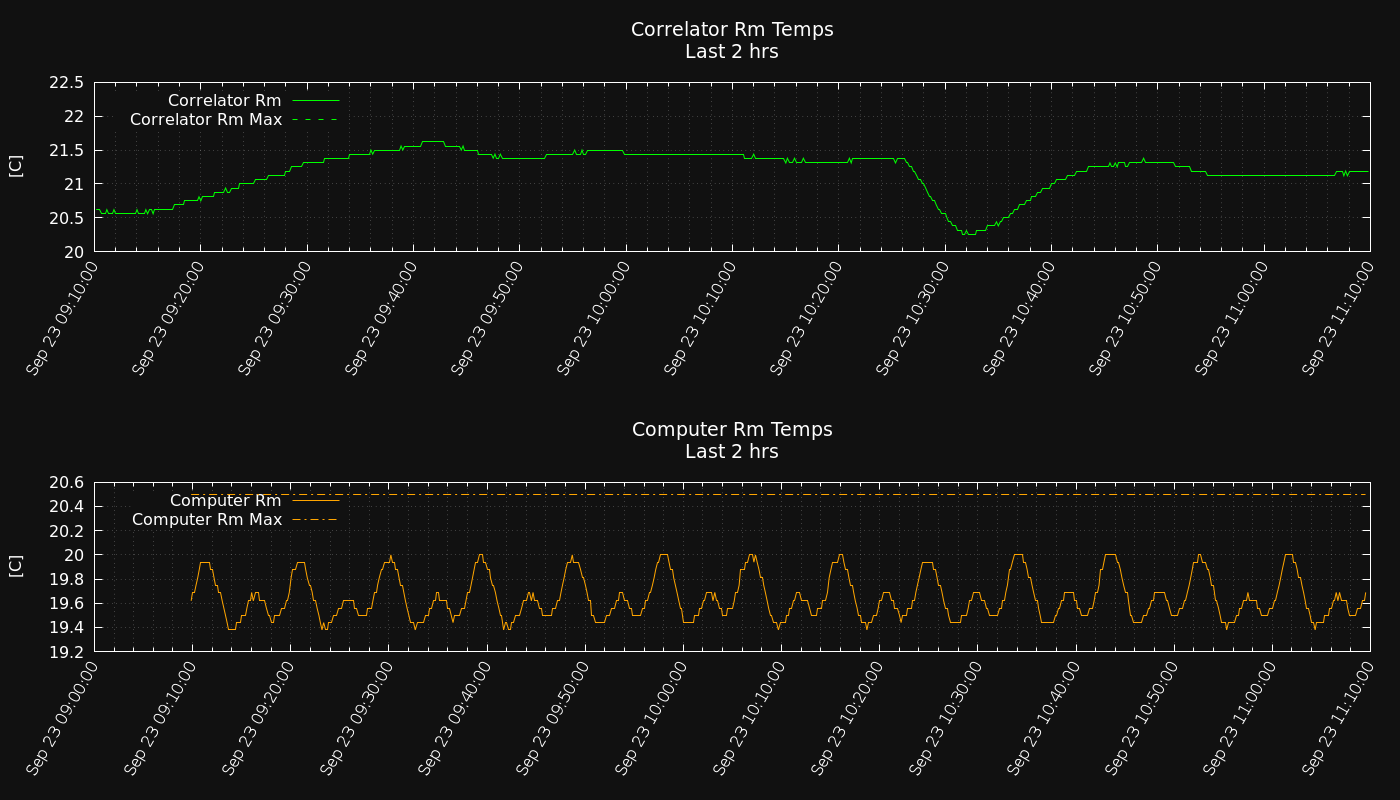 Correlator Rm Temps
Last 2 hrs
22.5
22
21.5
21
20.5
20
[C]
Correlator Rm
Correlator Rm Max
Sep 23 09:10:00
Sep 23 09:20:00
Sep 23 09:30:00
Sep 23 09:40:00
Sep 23 09:50:00
Sep 23 10:00:00
Sep 23 10:10:00
Sep 23 10:20:00
Sep 23 10:30:00
Sep 23 10:40:00
Sep 23 10:50:00
Sep 23 11:00:00
Sep 23 11:10:00
Computer Rm Temps
Last 2 hrs
20.6
20.4
20.2
20
19.8
19.6
19.4
19.2
[C]
Computer Rm
Computer Rm Max
Sep 23 09:00:00
Sep 23 09:10:00
Sep 23 09:20:00
Sep 23 09:30:00
Sep 23 09:40:00
Sep 23 09:50:00
Sep 23 10:00:00
Sep 23 10:10:00
Sep 23 10:20:00
Sep 23 10:30:00
Sep 23 10:40:00
Sep 23 10:50:00
Sep 23 11:00:00
Sep 23 11:10:00